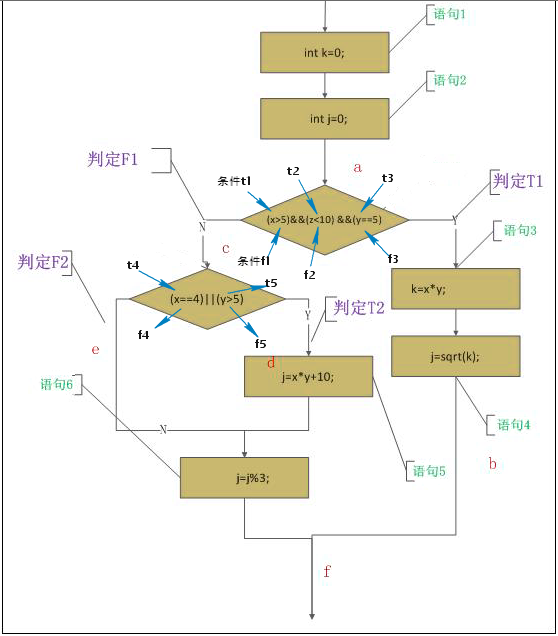 语句1
int k=0;
语句2
int j=0;
判定F1
a
条件t1
t2
t3
判定T1
(x>5)&&(z<10) &&(y==5)
N
Y
语句3
c
条件f1
f2
f3
判定F2
t4
t5
k=x*y;
(x==4)||(y>5)
Y
判定T2
f4
f5
e
d
j=sqrt(k);
语句6
j=x*y+10;
语句4
N
b
语句5
j=j%3;
f